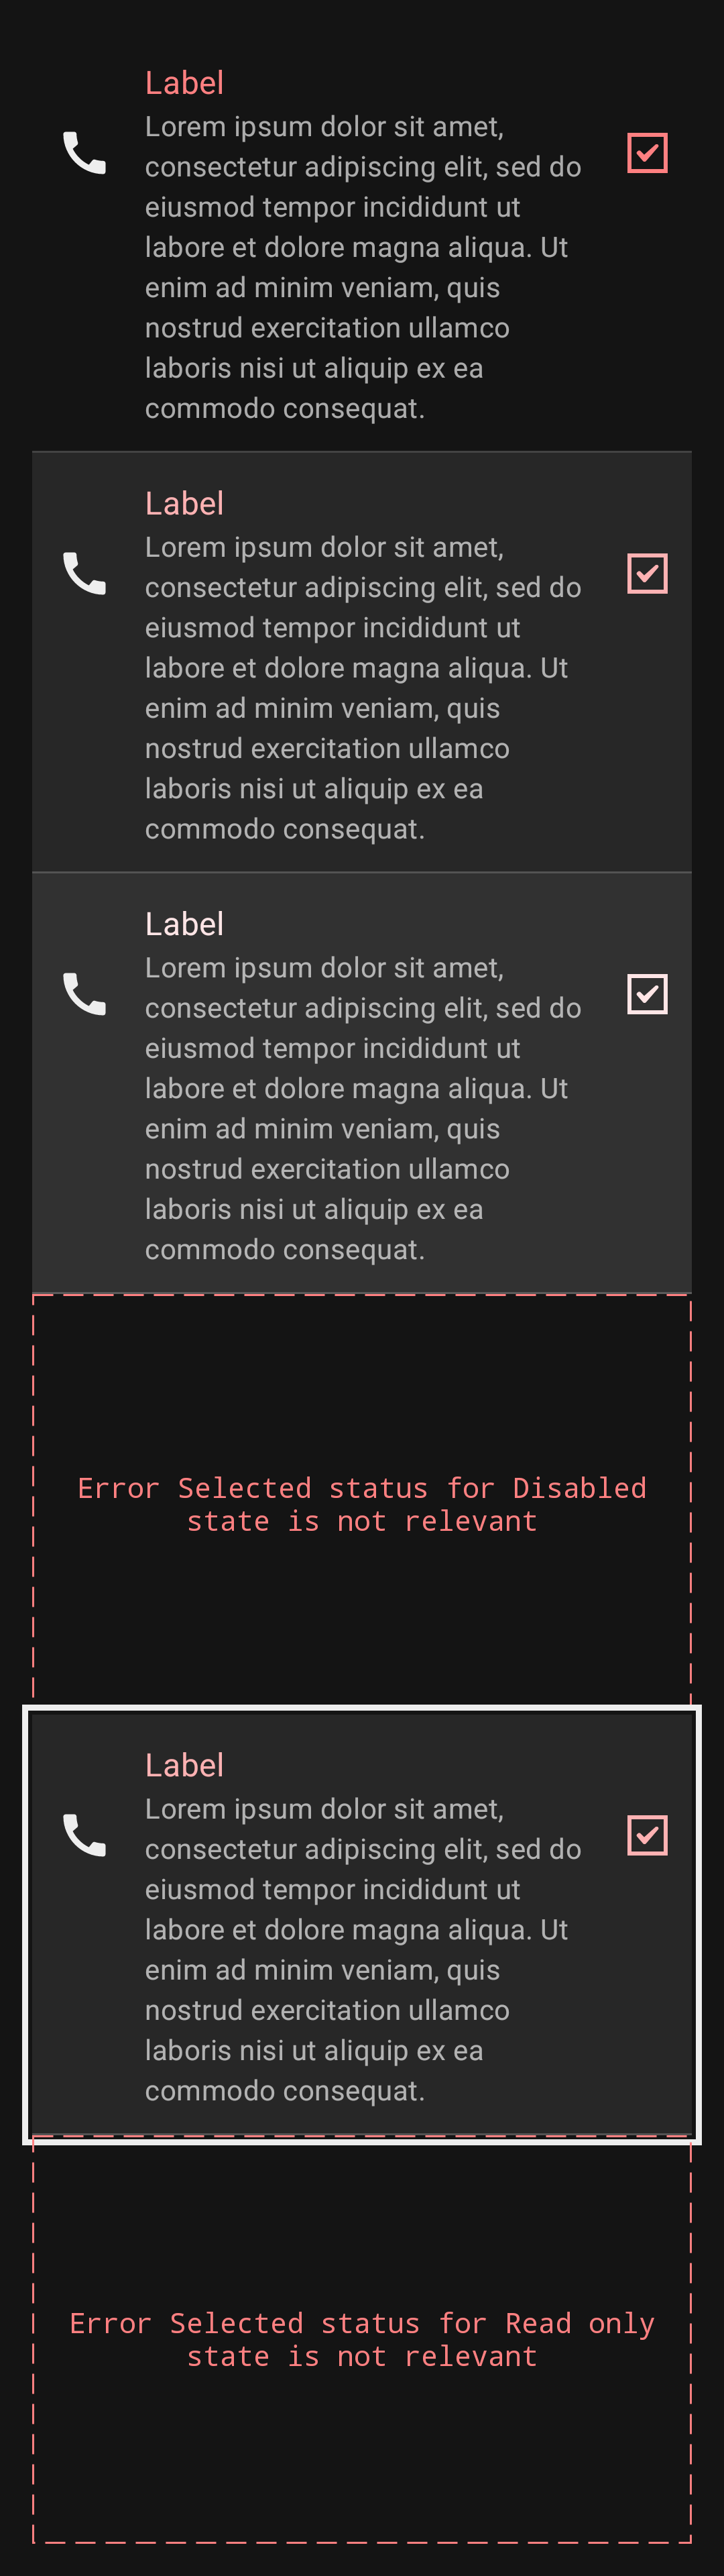 Label
Lorem ipsum dolor sit amet,
consectetur adipiscing elit, sed do
eiusmod tempor incididunt ut
labore et dolore magna aliqua. Ut
enim ad minim veniam, quis
nostrud exercitation ullamco
laboris nisi ut aliquip ex ea
commodo consequat.
Label
Lorem ipsum dolor sit amet,
consectetur adipiscing elit, sed do
eiusmod tempor incididunt ut
labore et dolore magna aliqua. Ut
enim ad minim veniam, quis
nostrud exercitation ullamco
laboris nisi ut aliquip ex ea
commodo consequat.
Label
Lorem ipsum dolor sit amet,
consectetur adipiscing elit, sed do
eiusmod tempor incididunt ut
labore et dolore magna aliqua. Ut
enim ad minim veniam, quis
nostrud exercitation ullamco
laboris nisi ut aliquip ex ea
commodo consequat.
Error Selected status for Disabled
state is not relevant
Label
Lorem ipsum dolor sit amet,
consectetur adipiscing elit, sed do
eiusmod tempor incididunt ut
labore et dolore magna aliqua. Ut
enim ad minim veniam, quis
nostrud exercitation ullamco
laboris nisi ut aliquip ex ea
commodo consequat.
Error Selected status for Read only
state is not relevant